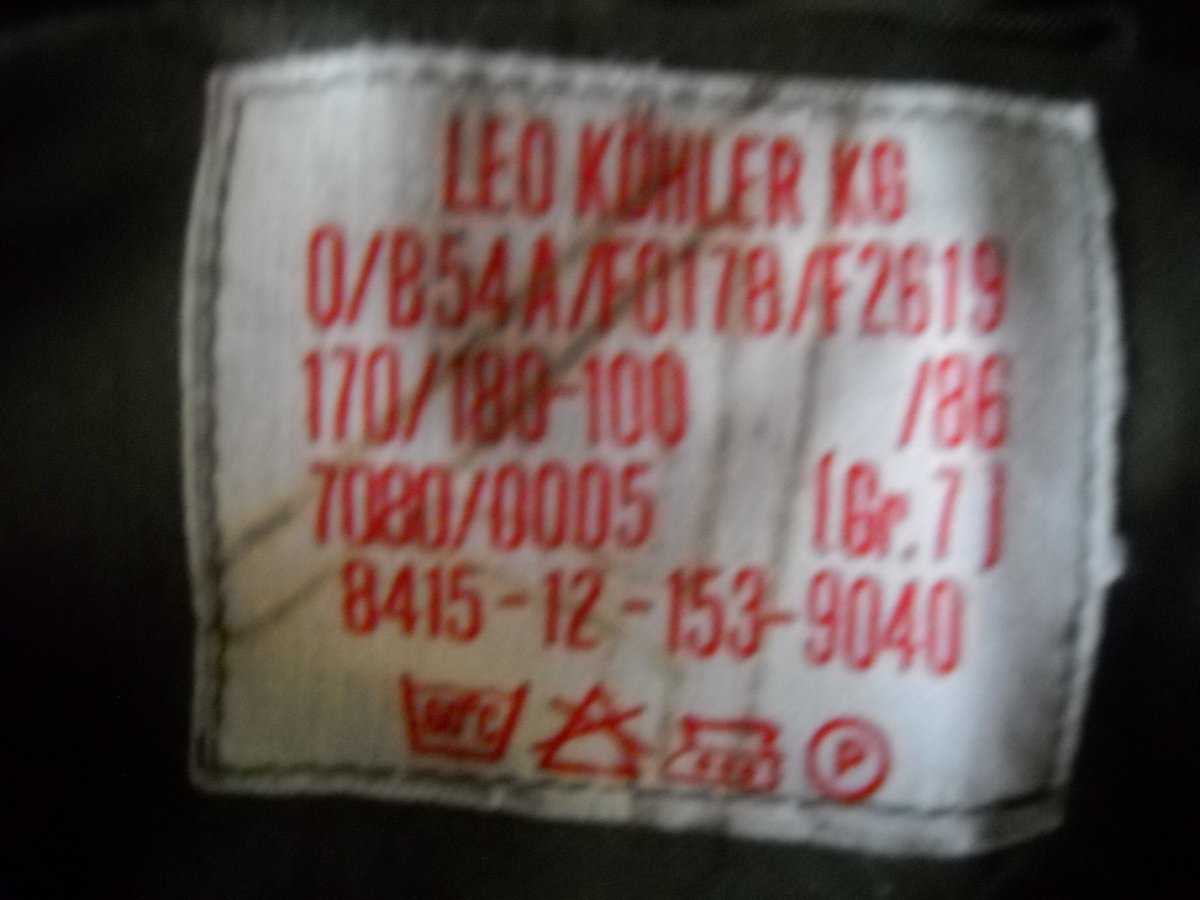 LEO KÖHLER KG
0/B54A/F0178/F2619
170/180-100 /86
7080/0005 (Gr.7)
8415-12-153-9040
60°C
P